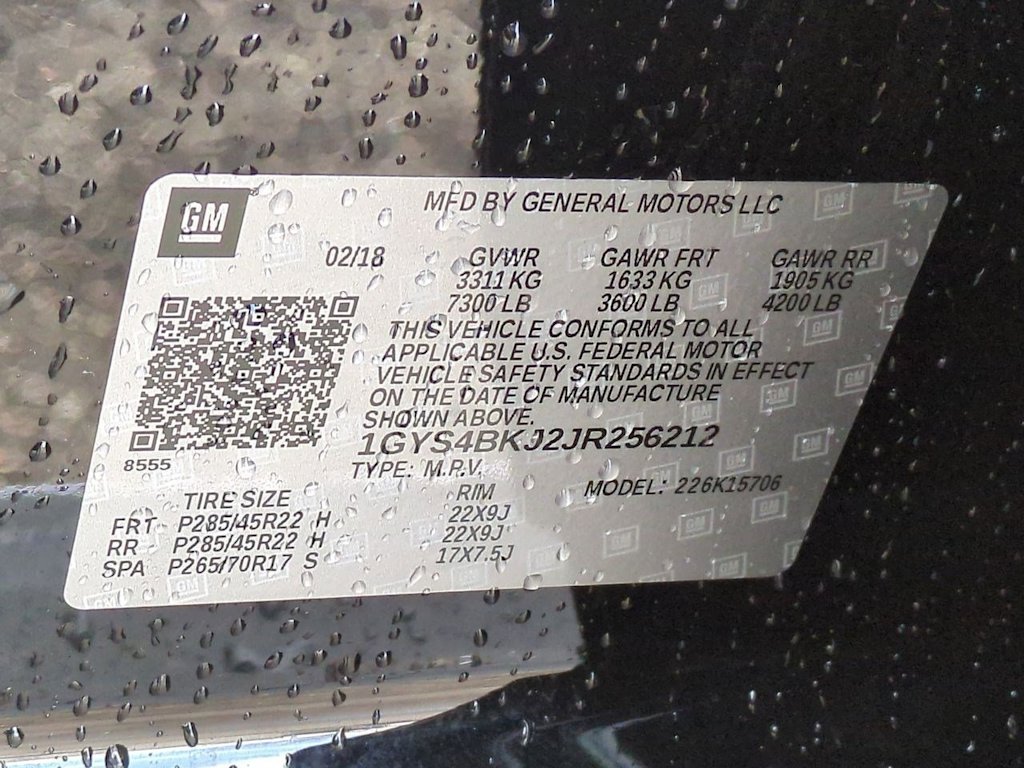 GM
MFD BY GENERAL MOTORS LLC
02/18 GVWR GAWR FRT GAWR RR
3311 KG 1633 KG 1905 KG
7300 LB 3600 LB 4200 LB
THIS VEHICLE CONFORMS TO ALL
APPLICABLE U.S. FEDERAL MOTOR
VEHICLE SAFETY STANDARDS IN EFFECT
ON THE DATE OF MANUFACTURE
SHOWN ABOVE.
1GYS4BKJ2JR256212
8555
TYPE: M.P.V.
MODEL: 226K15706
TIRE SIZE RIM
FRT P285/45R22 H 22X9J
RR P285/45R22 H 22X9J
SPA P265/70R17 S 17X7.5J